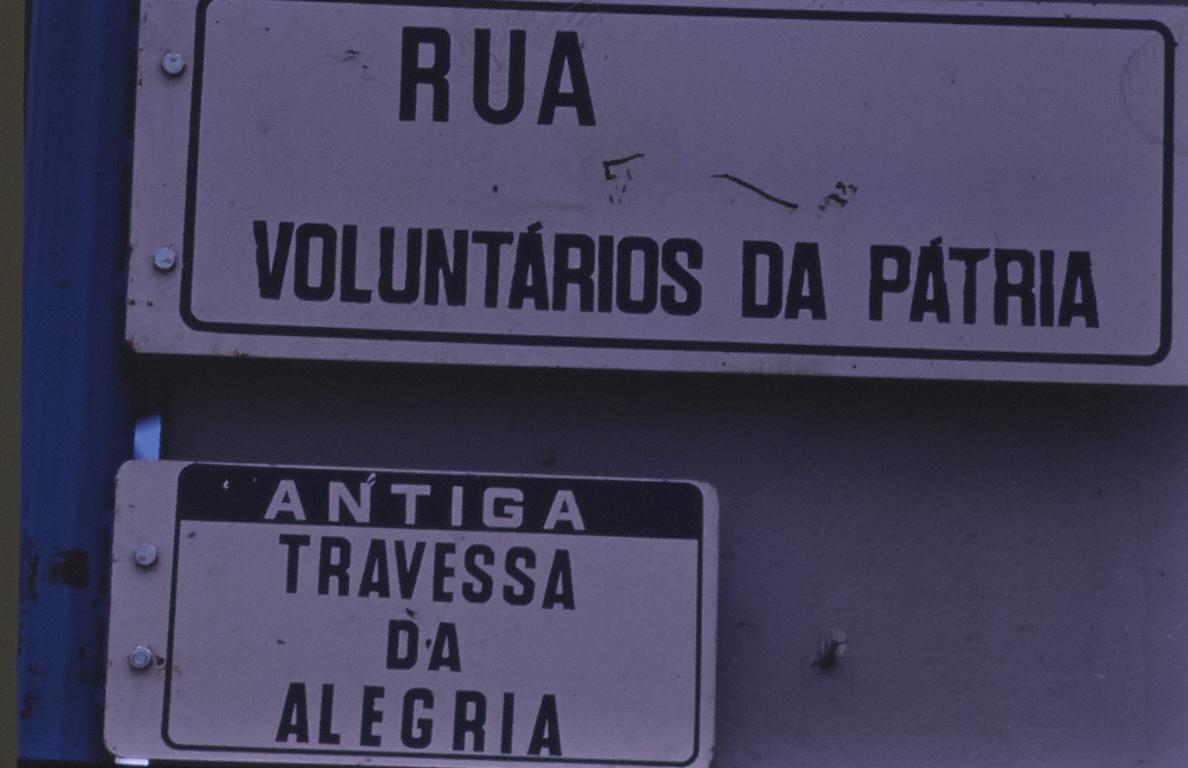 RUA
VOLUNTÁRIOS DA PÁTRIA
ANTIGA
TRAVESSA
DA
ALEGRIA